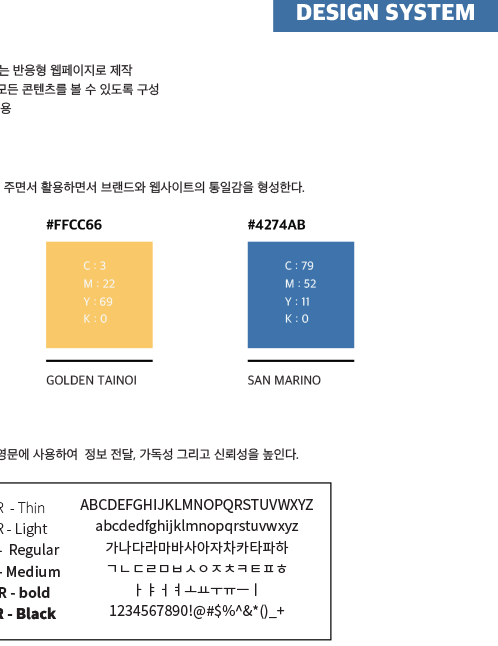 DESIGN SYSTEM
는 반응형 웹페이지로 제작
모든 콘텐츠를 볼 수 있도록 구성
용
주면서 활용하면서 브랜드와 웹사이트의 통일감을 형성한다.
#FFCC66
C : 3
M : 22
Y : 69
K : 0
GOLDEN TAINOI
#4274AB
C : 79
M : 52
Y : 11
K : 0
SAN MARINO
영문에 사용하여 정보 전달, 가독성 그리고 신뢰성을 높인다.
R - Thin
R - Light
- Regular
- Medium
R - bold
R - Black
ABCDEFGHIJKLMNOPQRSTUVWXYZ
abcdedfghijklmnopqrstuvwxyz
가나다라마바사아자차카타파하
ㄱㄴㄷㄹㅁㅂㅅㅇㅈㅊㅋㅌㅍㅎ
ㅏㅑㅓㅕㅗㅛㅜㅠㅡㅣ
1234567890!@#$%^&*()_+